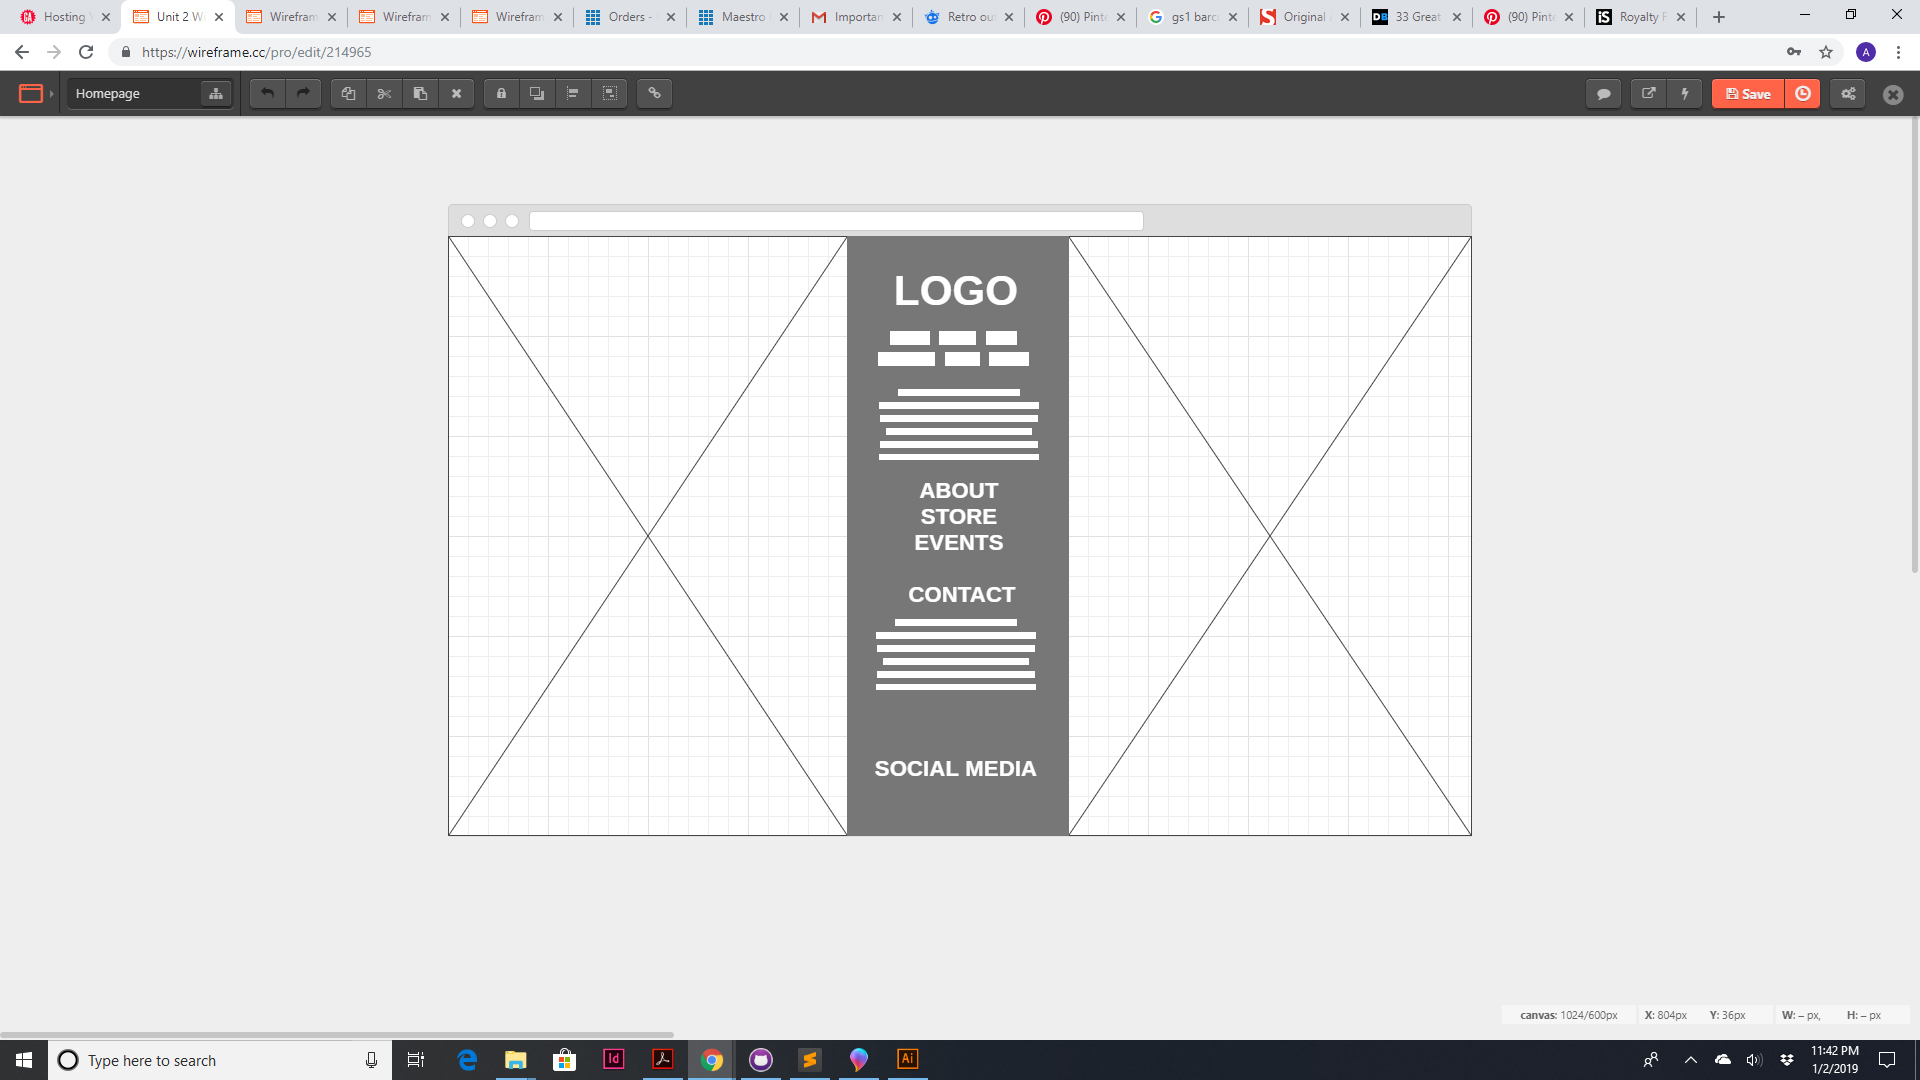 Hosting Y
Unit 2 W
Wirefram
Wirefram
Wirefram
Orders -
Maestro
Importan
Retro ou
(90) Pinte
gs1 barc
Original
33 Great
(90) Pinte
Royalty F
https://wireframe.cc/pro/edit/214965
A
Homepage
Save
LOGO
ABOUT
STORE
EVENTS
CONTACT
SOCIAL MEDIA
canvas: 1024/600px X: 804px Y: 36px W: – px, H: – px
Type here to search
11:42 PM
1/2/2019